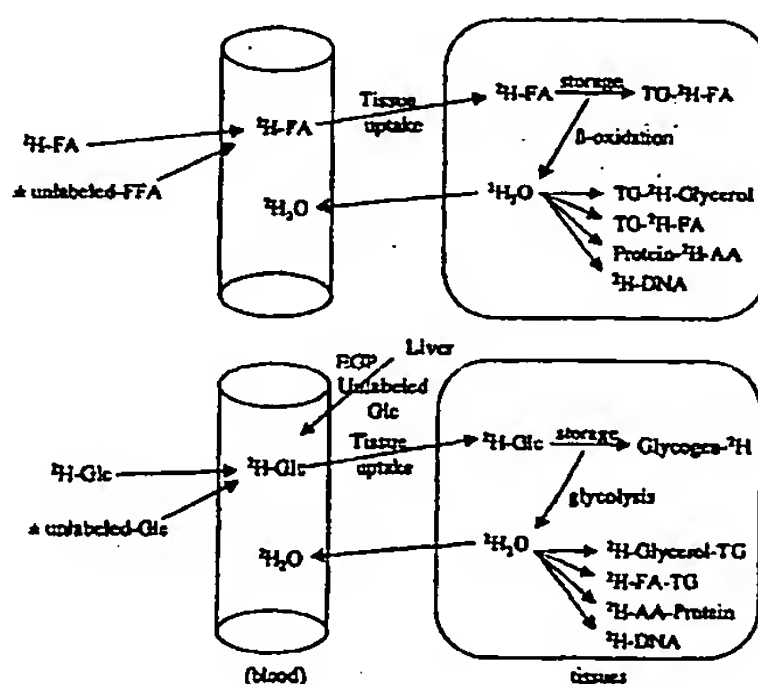 ²H-FA
± unlabeled-FFA
²H-FA
²H₂O
Tissue
uptake
²H-FA
storage
TG-²H-FA
β-oxidation
²H₂O
TG-²H-Glycerol
TG-²H-FA
Protein-²H-AA
²H-DNA
Liver
EGP
Unlabeled
Glc
²H-Glc
± unlabeled-Glc
²H-Glc
²H₂O
Tissue
uptake
²H-Glc
storage
Glycogen-²H
glycolysis
²H₂O
²H-Glycerol-TG
²H-FA-TG
²H-AA-Protein
²H-DNA
(blood)
tissues